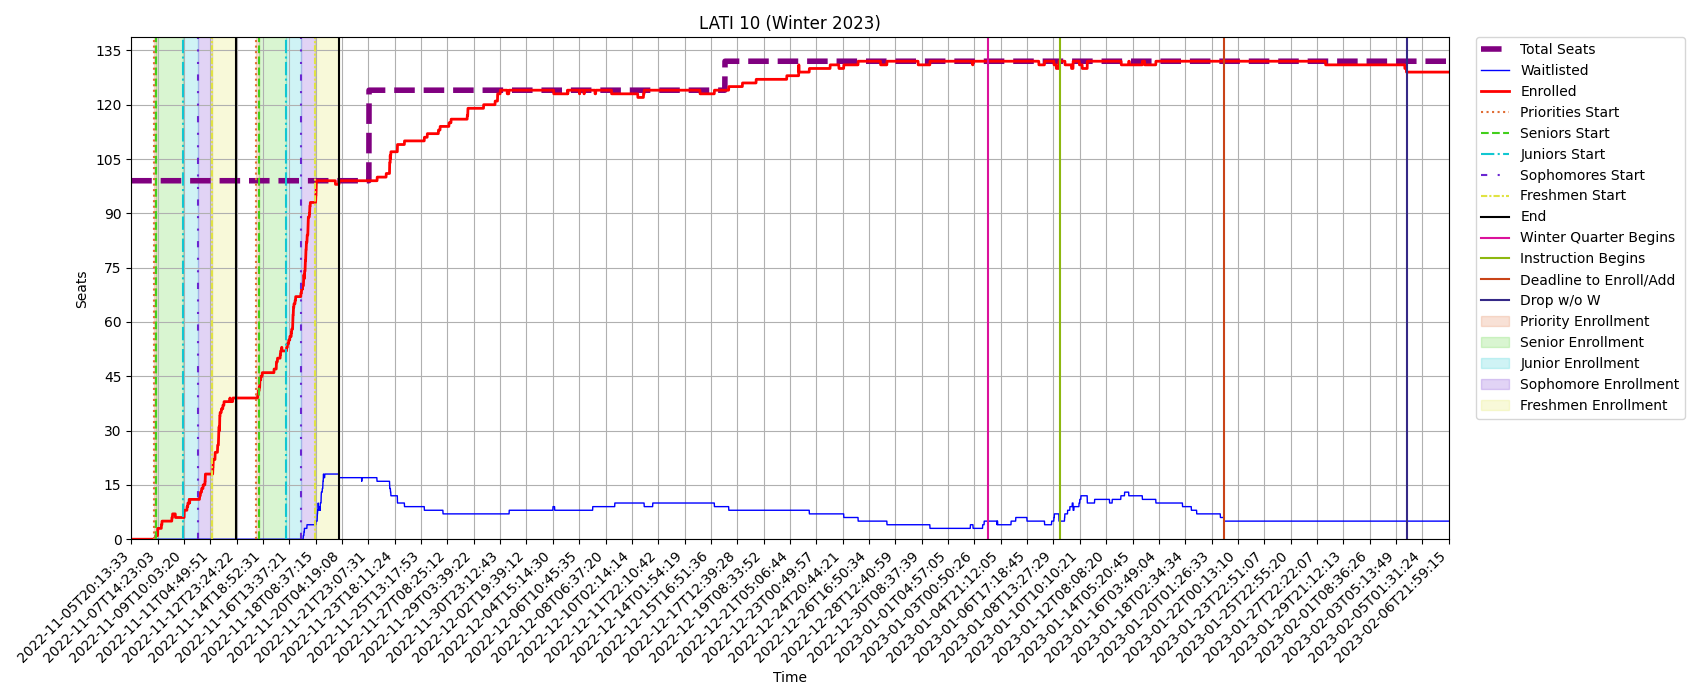 LATI 10 (Winter 2023)
135
120
105
90
75
60
45
30
15
0
Seats
2022-11-05T20:13:33
2022-11-07T14:23:03
2022-11-09T10:03:20
2022-11-11T04:49:51
2022-11-12T23:24:22
2022-11-14T18:52:31
2022-11-16T13:37:21
2022-11-18T08:37:15
2022-11-20T04:19:08
2022-11-21T23:07:31
2022-11-23T18:11:24
2022-11-25T13:17:53
2022-11-27T08:25:12
2022-11-29T03:39:22
2022-11-30T23:12:43
2022-12-02T19:39:12
2022-12-04T15:14:30
2022-12-06T10:45:35
2022-12-08T06:37:20
2022-12-10T02:14:14
2022-12-11T22:10:42
2022-12-14T01:54:19
2022-12-15T16:51:36
2022-12-17T12:39:28
2022-12-19T08:33:52
2022-12-21T05:06:44
2022-12-23T00:49:57
2022-12-24T20:44:21
2022-12-26T16:50:34
2022-12-28T12:40:59
2022-12-30T08:37:39
2023-01-01T04:57:05
2023-01-03T00:50:26
2023-01-04T21:12:05
2023-01-06T17:18:45
2023-01-08T13:27:29
2023-01-10T10:10:21
2023-01-12T08:08:20
2023-01-14T05:20:45
2023-01-16T03:49:04
2023-01-18T02:34:34
2023-01-20T01:26:33
2023-01-22T00:13:10
2023-01-23T22:51:07
2023-01-25T22:55:20
2023-01-27T22:22:07
2023-01-29T21:12:13
2023-02-01T08:36:26
2023-02-03T05:13:49
2023-02-05T01:31:24
2023-02-06T21:59:15
Time
Total Seats
Waitlisted
Enrolled
Priorities Start
Seniors Start
Juniors Start
Sophomores Start
Freshmen Start
End
Winter Quarter Begins
Instruction Begins
Deadline to Enroll/Add
Drop w/o W
Priority Enrollment
Senior Enrollment
Junior Enrollment
Sophomore Enrollment
Freshmen Enrollment